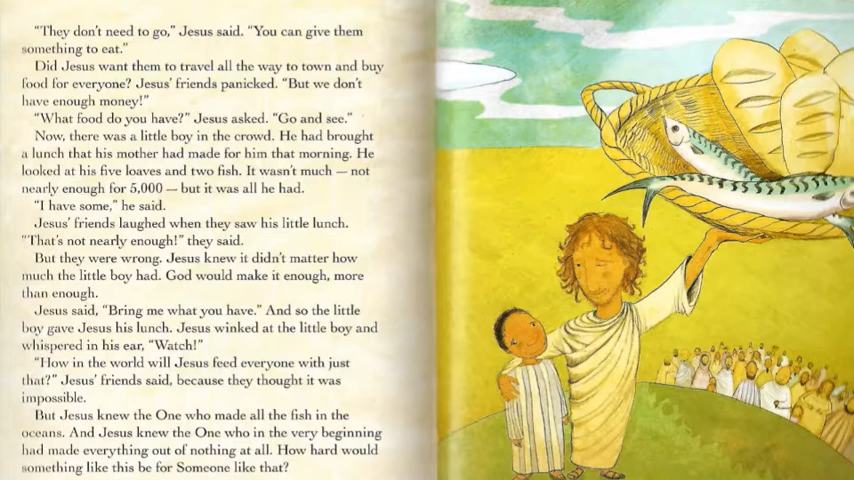 “They don’t need to go,” Jesus said. “You can give them
something to eat.”
Did Jesus want them to travel all the way to town and buy
food for everyone? Jesus’ friends panicked. “But we don’t
have enough money!”
“What food do you have?” Jesus asked. “Go and see.”
Now, there was a little boy in the crowd. He had brought
a lunch that his mother had made for him that morning. He
looked at his five loaves and two fish. It wasn’t much — not
nearly enough for 5,000 — but it was all he had.
“I have some,” he said.
Jesus’ friends laughed when they saw his little lunch.
“That’s not nearly enough!” they said.
But they were wrong. Jesus knew it didn’t matter how
much the little boy had. God would make it enough, more
than enough.
Jesus said, “Bring me what you have.” And so the little
boy gave Jesus his lunch. Jesus winked at the little boy and
whispered in his ear, “Watch!”
“How in the world will Jesus feed everyone with just
that?” Jesus’ friends said, because they thought it was
impossible.
But Jesus knew the One who made all the fish in the
oceans. And Jesus knew the One who in the very beginning
had made everything out of nothing at all. How hard would
something like this be for Someone like that?